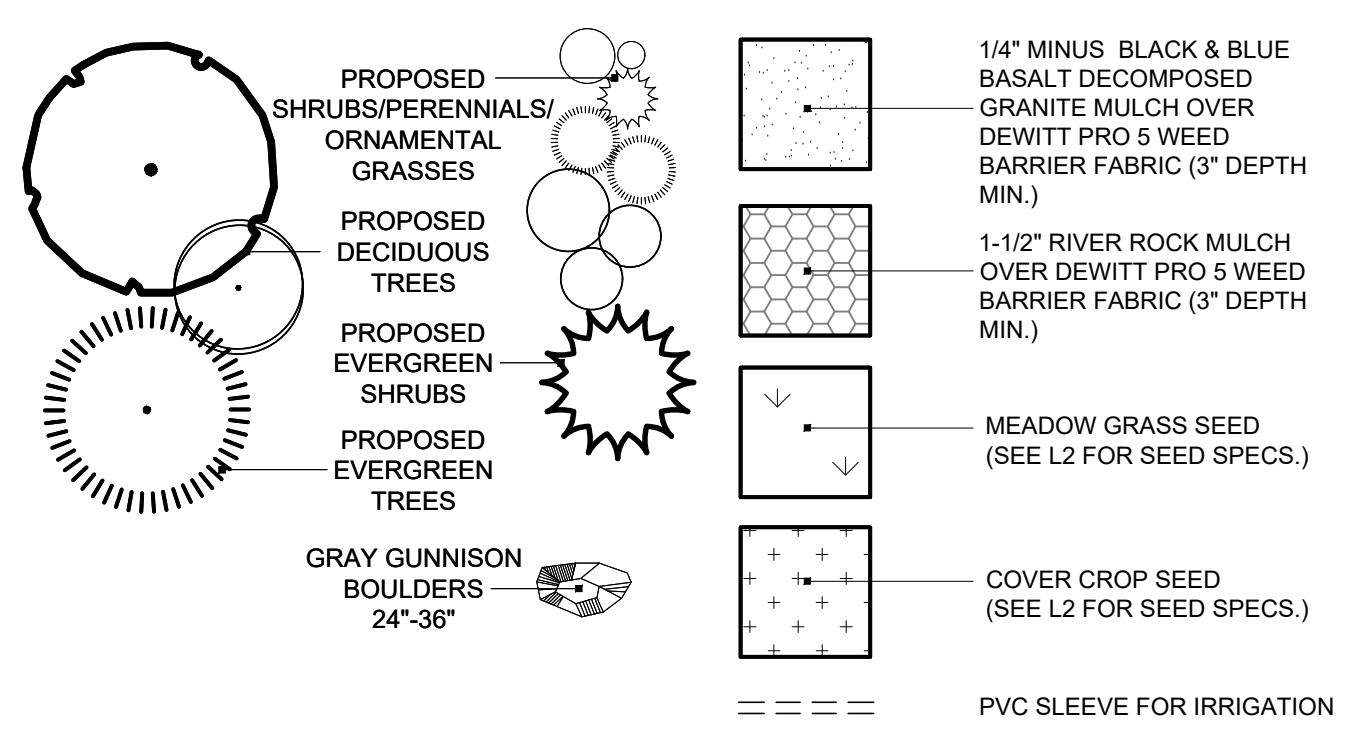 PROPOSED
SHRUBS/PERENNIALS/
ORNAMENTAL
GRASSES
PROPOSED
DECIDUOUS
TREES
PROPOSED
EVERGREEN
SHRUBS
PROPOSED
EVERGREEN
TREES
GRAY GUNNISON
BOULDERS
24"-36"
1/4" MINUS  BLACK & BLUE
BASALT DECOMPOSED
GRANITE MULCH OVER
DEWITT PRO 5 WEED
BARRIER FABRIC (3" DEPTH
MIN.)
1-1/2" RIVER ROCK MULCH
OVER DEWITT PRO 5 WEED
BARRIER FABRIC (3" DEPTH
MIN.)
MEADOW GRASS SEED
(SEE L2 FOR SEED SPECS.)
COVER CROP SEED
(SEE L2 FOR SEED SPECS.)
PVC SLEEVE FOR IRRIGATION